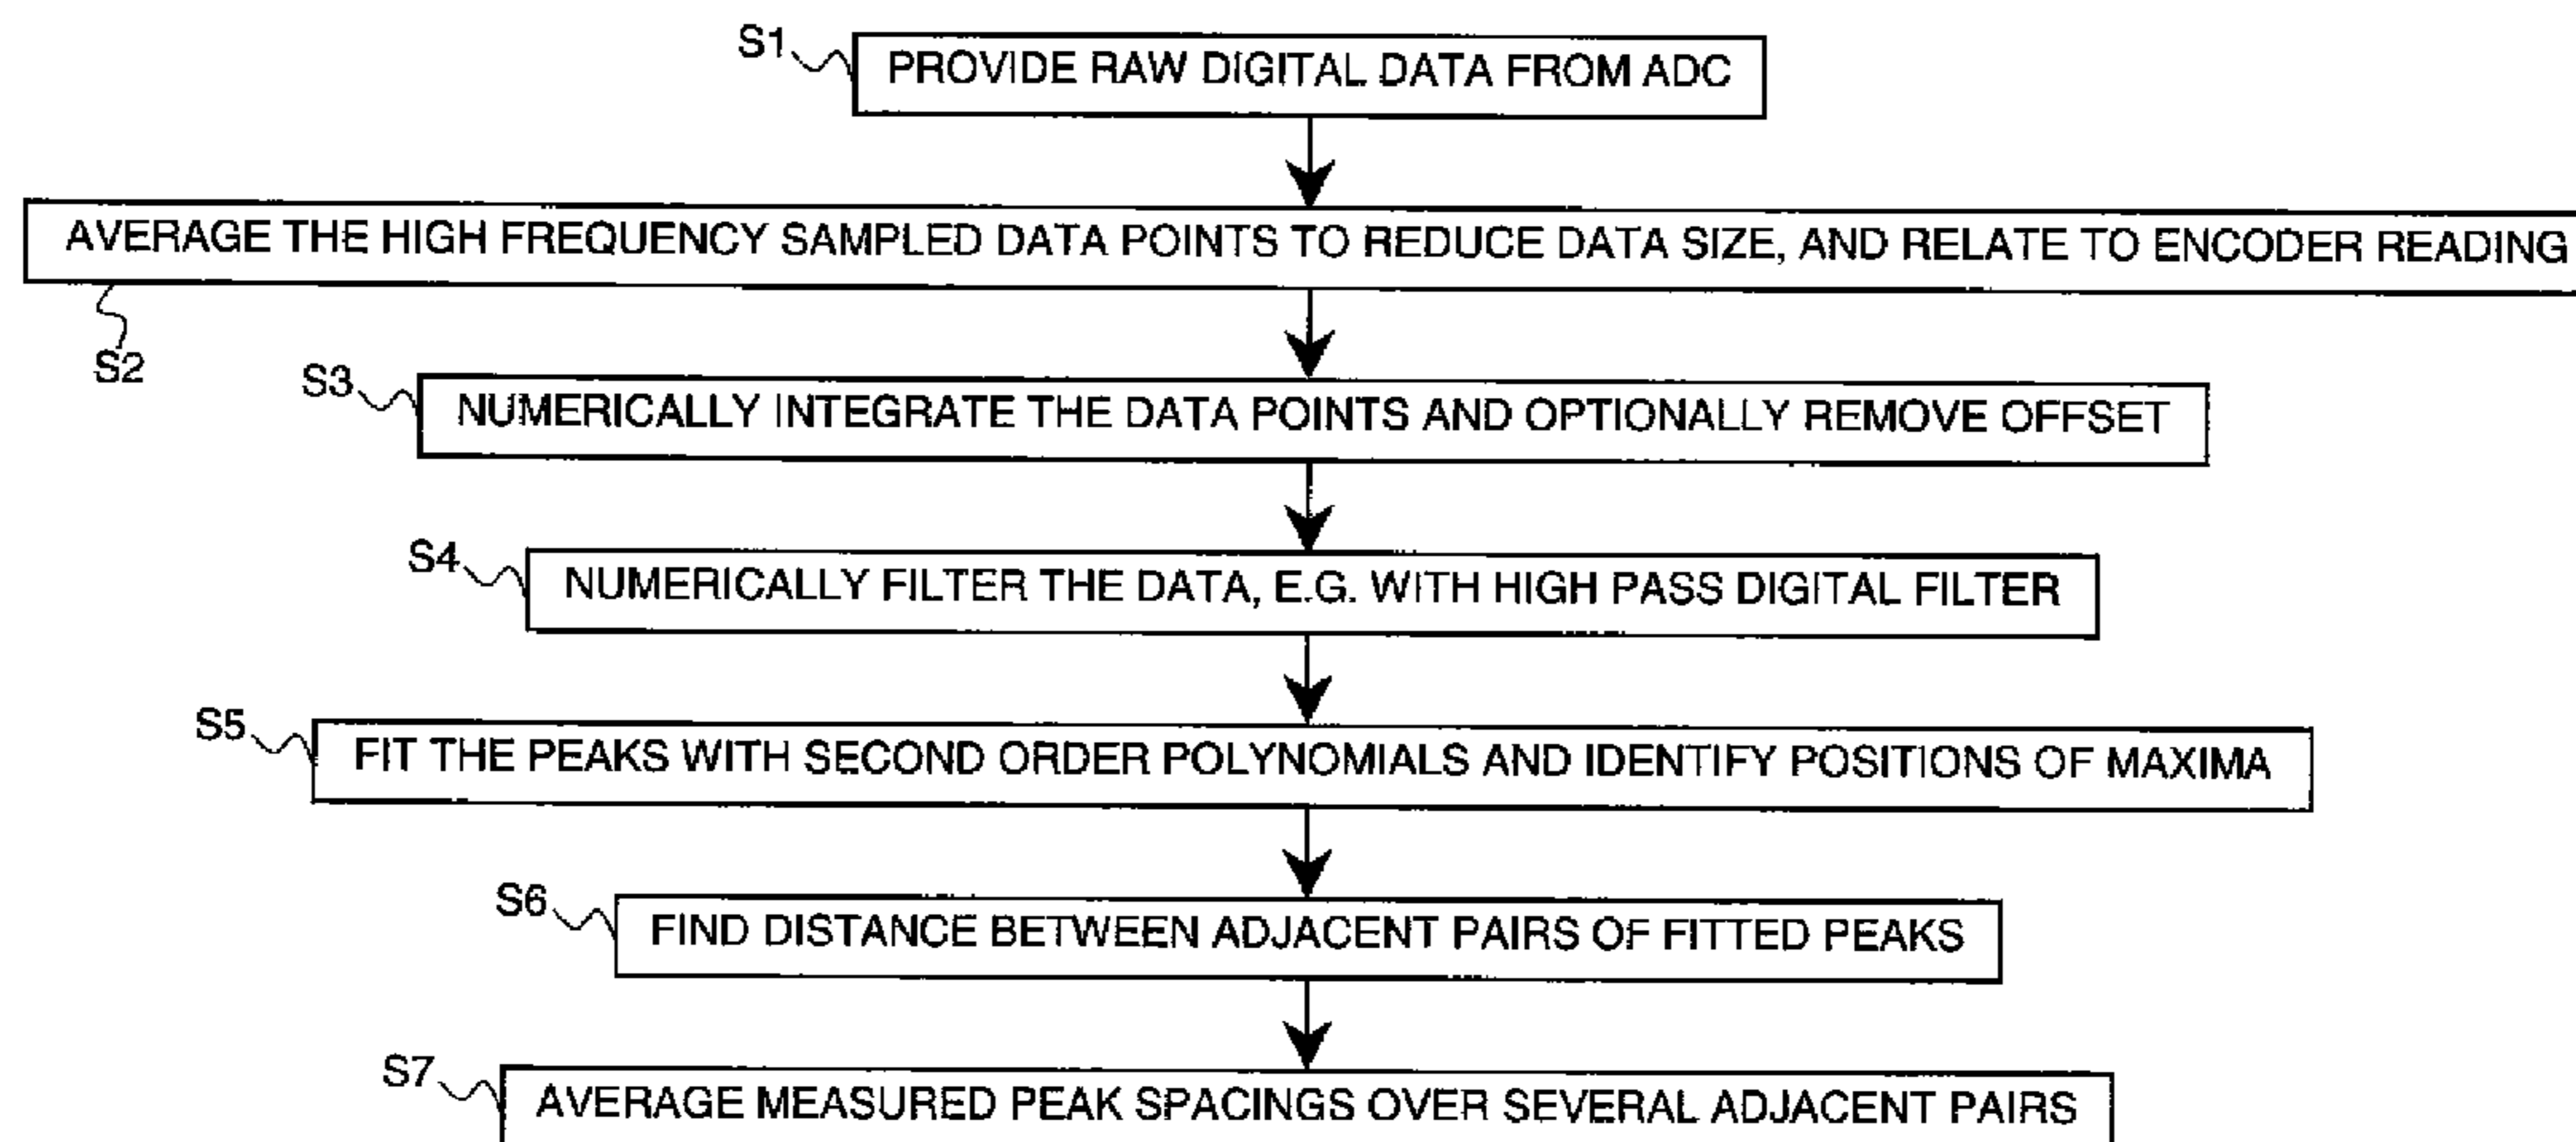 S1
PROVIDE RAW DIGITAL DATA FROM ADC
AVERAGE THE HIGH FREQUENCY SAMPLED DATA POINTS TO REDUCE DATA SIZE, AND RELATE TO ENCODER READING
S2
S3
NUMERICALLY INTEGRATE THE DATA POINTS AND OPTIONALLY REMOVE OFFSET
S4
NUMERICALLY FILTER THE DATA, E.G. WITH HIGH PASS DIGITAL FILTER
S5
FIT THE PEAKS WITH SECOND ORDER POLYNOMIALS AND IDENTIFY POSITIONS OF MAXIMA
S6
FIND DISTANCE BETWEEN ADJACENT PAIRS OF FITTED PEAKS
S7
AVERAGE MEASURED PEAK SPACINGS OVER SEVERAL ADJACENT PAIRS